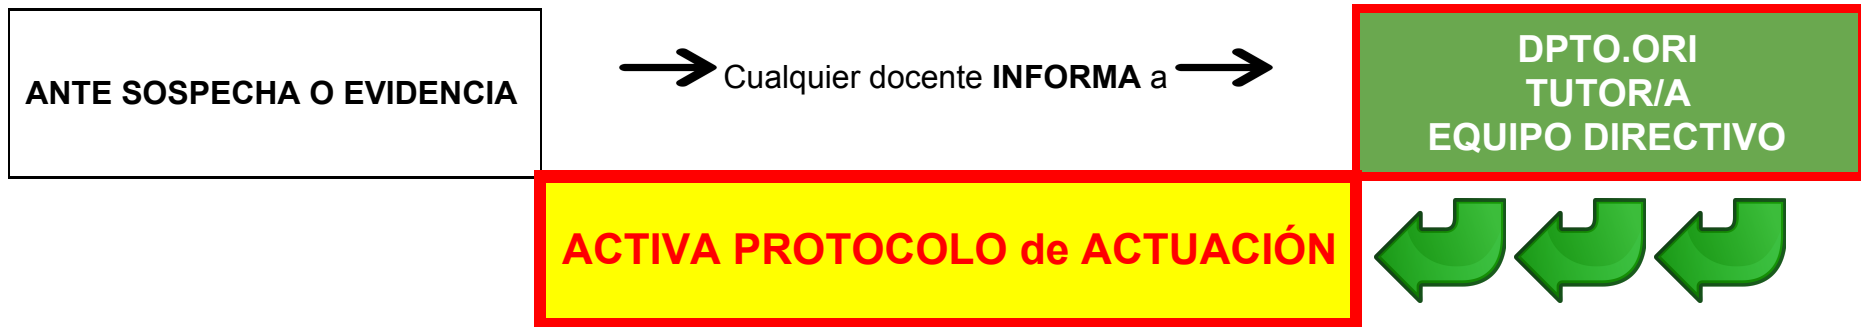 ANTE SOSPECHA O EVIDENCIA
Cualquier docente INFORMA a
DPTO.ORI
TUTOR/A
EQUIPO DIRECTIVO
ACTIVA PROTOCOLO de ACTUACIÓN